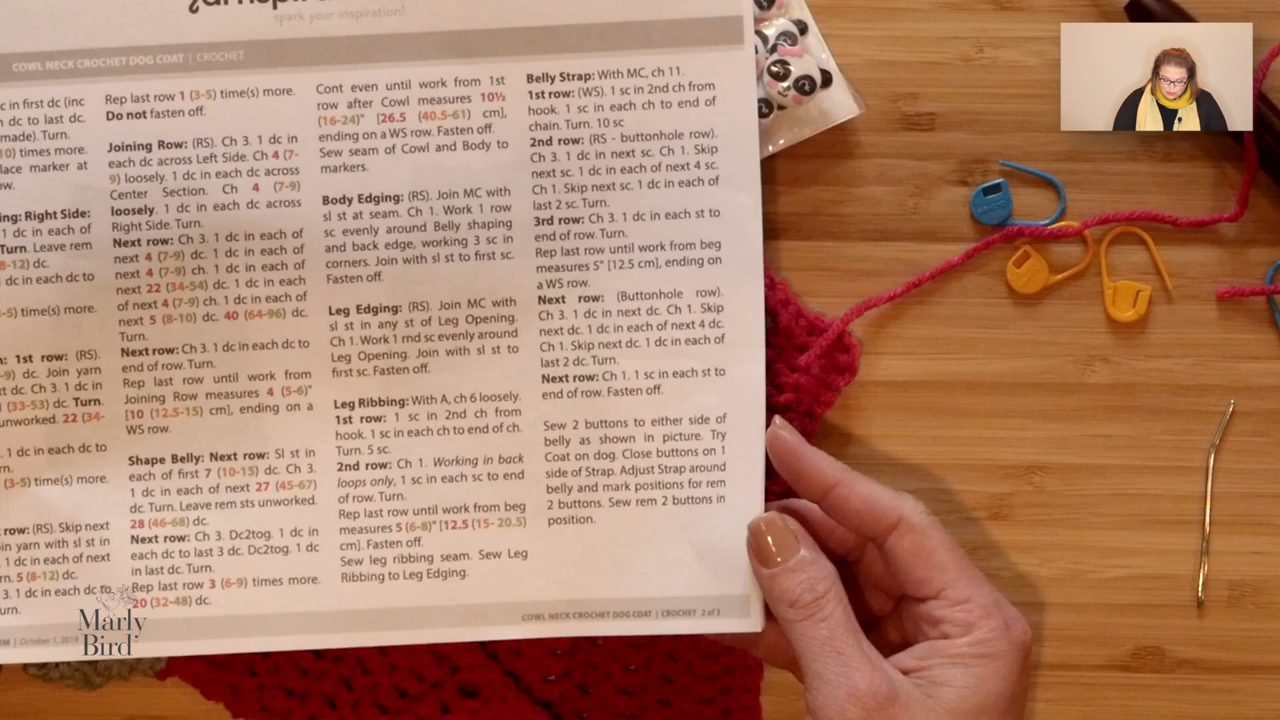 spark your inspiration!
COWL NECK CROCHET DOG COAT | CROCHET
c in first dc (inc
dc to last dc.
made). Turn.
10) times more.
lace marker at
ow.
ing: Right Side:
1 dc in each of
Turn. Leave rem
8-12) dc.
dc in each dc to
-5) time(s) more.
1st row: (RS).
-9) dc. Join yarn
t dc. Ch 3. 1 dc in
(33-53) dc. Turn.
unworked. 22 (34-
1 dc in each dc to
rn.
(3-5) time(s) more.
row: (RS). Skip next
in yarn with sl st in
1 dc in each of next
rn. 5 (8-12) dc.
3. 1 dc in each dc to
urn.
Rep last row 1 (3-5) time(s) more.
Do not fasten off.
Joining Row: (RS). Ch 3. 1 dc in
each dc across Left Side. Ch 4 (7-
9) loosely. 1 dc in each dc across
Center Section. Ch 4 (7-9)
loosely. 1 dc in each dc across
Right Side. Turn.
Next row: Ch 3. 1 dc in each of
next 4 (7-9) dc. 1 dc in each of
next 4 (7-9) ch. 1 dc in each of
next 22 (34-54) dc. 1 dc in each
of next 4 (7-9) ch. 1 dc in each of
next 5 (8-10) dc. 40 (64-96) dc.
Turn.
Next row: Ch 3. 1 dc in each dc to
end of row. Turn.
Rep last row until work from
Joining Row measures 4 (5-6)"
[10 (12.5-15) cm], ending on a
WS row.
Shape Belly: Next row: Sl st in
each of first 7 (10-15) dc. Ch 3.
1 dc in each of next 27 (45-67)
dc. Turn. Leave rem sts unworked.
28 (46-68) dc.
Next row: Ch 3. Dc2tog. 1 dc in
each dc to last 3 dc. Dc2tog. 1 dc
in last dc. Turn.
Rep last row 3 (6-9) times more.
20 (32-48) dc.
Cont even until work from 1st
row after Cowl measures 10½
(16-24)" [26.5 (40.5-61) cm],
ending on a WS row. Fasten off.
Sew seam of Cowl and Body to
markers.
Body Edging: (RS). Join MC with
sl st at seam. Ch 1. Work 1 row
sc evenly around Belly shaping
and back edge, working 3 sc in
corners. Join with sl st to first sc.
Fasten off.
Leg Edging: (RS). Join MC with
sl st in any st of Leg Opening.
Ch 1. Work 1 rnd sc evenly around
Leg Opening. Join with sl st to
first sc. Fasten off.
Leg Ribbing: With A, ch 6 loosely.
1st row: 1 sc in 2nd ch from
hook. 1 sc in each ch to end of ch.
Turn. 5 sc.
2nd row: Ch 1. Working in back
loops only, 1 sc in each sc to end
of row. Turn.
Rep last row until work from beg
measures 5 (6-8)" [12.5 (15- 20.5)
cm]. Fasten off.
Sew leg ribbing seam. Sew Leg
Ribbing to Leg Edging.
Belly Strap: With MC, ch 11.
1st row: (WS). 1 sc in 2nd ch from
hook. 1 sc in each ch to end of
chain. Turn. 10 sc
2nd row: (RS - buttonhole row).
Ch 3. 1 dc in next sc. Ch 1. Skip
next sc. 1 dc in each of next 4 sc.
Ch 1. Skip next sc. 1 dc in each of
last 2 sc. Turn.
3rd row: Ch 3. 1 dc in each st to
end of row. Turn.
Rep last row until work from beg
measures 5" [12.5 cm], ending on
a WS row.
Next row: (Buttonhole row).
Ch 3. 1 dc in next dc. Ch 1. Skip
next dc. 1 dc in each of next 4 dc.
Ch 1. Skip next dc. 1 dc in each of
last 2 dc. Turn.
Next row: Ch 1. 1 sc in each st to
end of row. Fasten off.
Sew 2 buttons to either side of
belly as shown in picture. Try
Coat on dog. Close buttons on 1
side of Strap. Adjust Strap around
belly and mark positions for rem
2 buttons. Sew rem 2 buttons in
position.
October 1, 2019
COWL NECK CROCHET DOG COAT | CROCHET 2 of 3
Marly
Bird